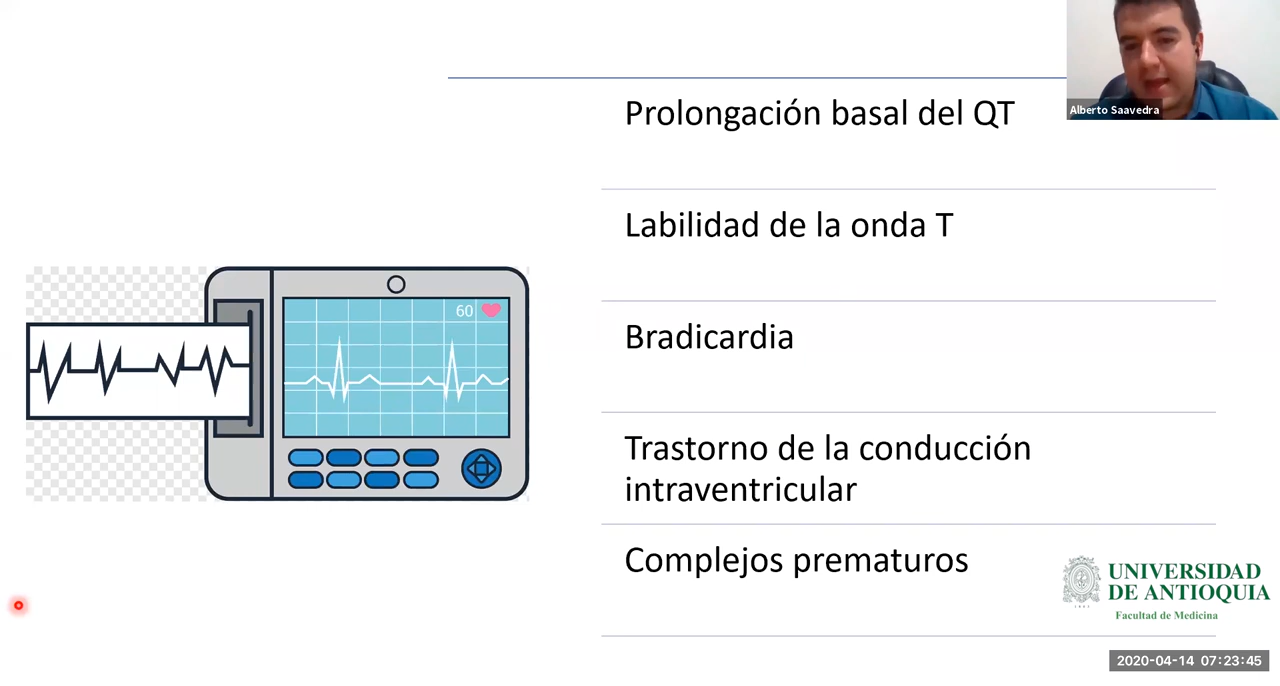 Alberto Saavedra
Prolongación basal del QT
Labilidad de la onda T
60
Bradicardia
Trastorno de la conducción
intraventricular
Complejos prematuros
UNIVERSIDAD
DE ANTIOQUIA
Facultad de Medicina
2020-04-14 07:23:45